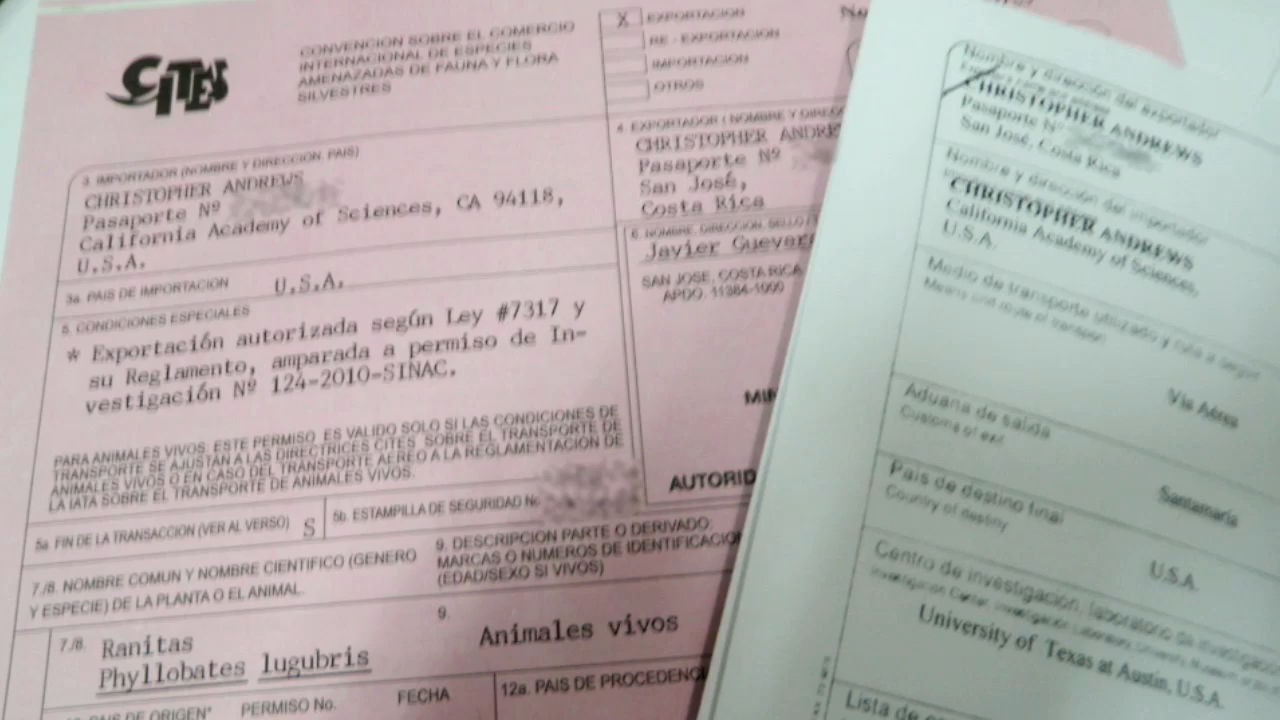 CITES
CONVENCION SOBRE EL COMERCIO
INTERNACIONAL DE ESPECIES
AMENAZADAS DE FAUNA Y FLORA
SILVESTRES
X EXPORTACION
RE - EXPORTACION
IMPORTACION
OTROS
No
3. IMPORTADOR (NOMBRE Y DIRECCION, PAIS)
CHRISTOPHER ANDREWS
Pasaporte Nº
California Academy of Sciences, CA 94118,
U.S.A.
3a. PAIS DE IMPORTACION U.S.A.
4. EXPORTADOR ( NOMBRE Y DIREC
CHRISTOPHER ANDRE
Pasaporte Nº
San José,
Costa Rica
5. CONDICIONES ESPECIALES
* Exportación autorizada según Ley #7317 y
su Reglamento, amparada a permiso de In-
vestigación Nº 124-2010-SINAC.
6. NOMBRE, DIRECCION, SELLO
Javier Guevar
SAN JOSE, COSTA RICA
APDO. 11384-1000
MIN
AUTORID
PARA ANIMALES VIVOS, ESTE PERMISO, ES VALIDO SOLO SI LAS CONDICIONES DE
TRANSPORTE SE AJUSTAN A LAS DIRECTRICES CITES SOBRE EL TRANSPORTE DE
ANIMALES VIVOS O EN CASO DEL TRANSPORTE AEREO A LA REGLAMENTACION DE
LA IATA SOBRE EL TRANSPORTE DE ANIMALES VIVOS.
5a. FIN DE LA TRANSACCION (VER AL VERSO) S
5b. ESTAMPILLA DE SEGURIDAD No
7./8. NOMBRE COMUN Y NOMBRE CIENTIFICO (GENERO
Y ESPECIE) DE LA PLANTA O EL ANIMAL.
9. DESCRIPCION PARTE O DERIVADO:
MARCAS O NUMEROS DE IDENTIFICACION
(EDAD/SEXO SI VIVOS)
7./8. Ranitas
Phyllobates lugubris
9. Animales vivos
PAIS DE ORIGEN* PERMISO No. FECHA
12a. PAIS DE PROCEDENCI
Nombre y dirección del exportador
CHRISTOPHER ANDREWS
Pasaporte Nº
San José, Costa Rica
Nombre y dirección del importador
CHRISTOPHER ANDREWS
California Academy of Sciences,
U.S.A.
Medio de transporte utilizado y ruta a seguir
Means and route of transport
Vía Aérea
Aduana de salida
Customs of exit
Santamaría
País de destino final
Country of destiny
U.S.A.
Centro de investigación, laboratorio de investigación
University of Texas at Austin, U.S.A.
Lista de